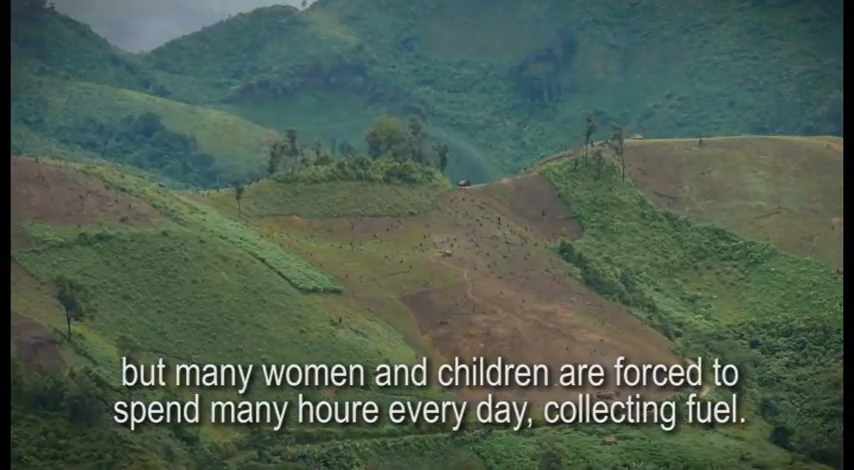 but many women and children are forced to
spend many houre every day, collecting fuel.